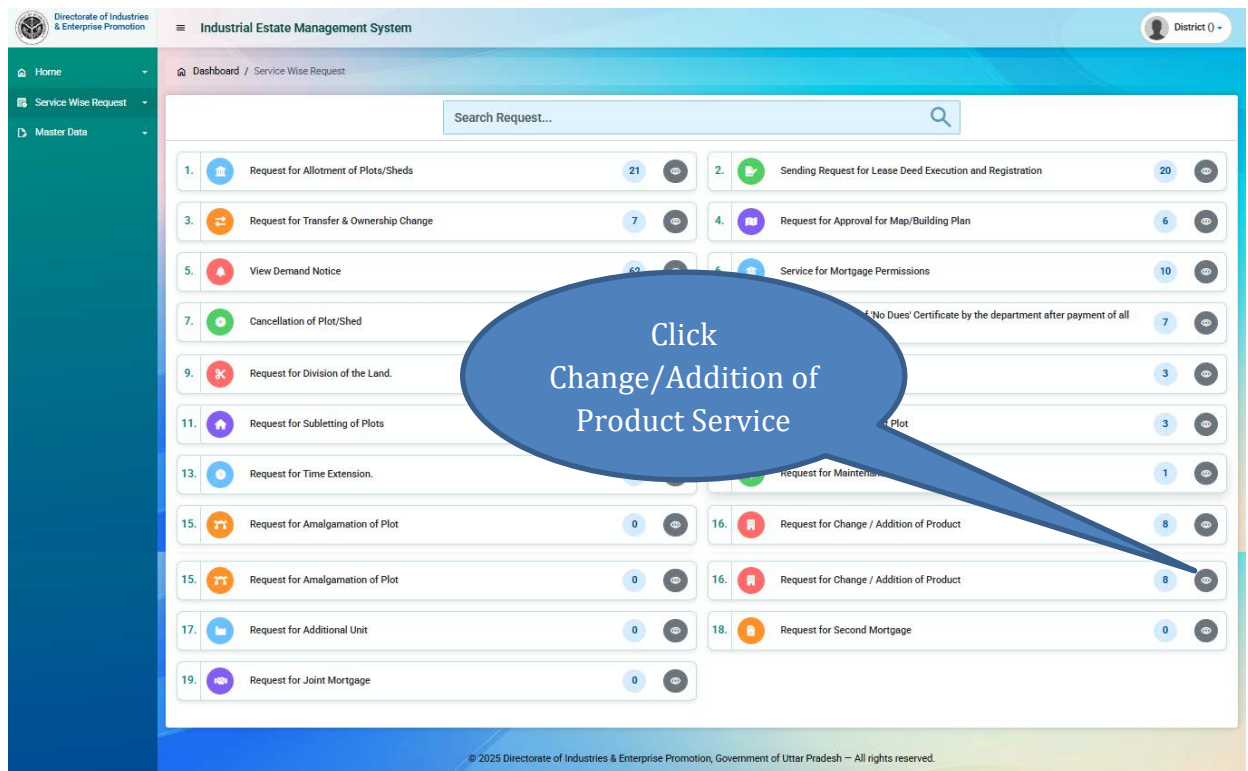 Directorate of Industries
& Enterprise Promotion
Industrial Estate Management System
District ()
Home
Service Wise Request
Master Data
Dashboard / Service Wise Request
Search Request...
1. Request for Allotment of Plots/Sheds 21
2. Sending Request for Lease Deed Execution and Registration 20
3. Request for Transfer & Ownership Change 7
4. Request for Approval for Map/Building Plan 6
5. View Demand Notice 62
6. Service for Mortgage Permissions 10
7. Cancellation of Plot/Shed
'No Dues' Certificate by the department after payment of all 7
9. Request for Division of the Land.
3
11. Request for Subletting of Plots
Plot 3
13. Request for Time Extension.
Request for 1
15. Request for Amalgamation of Plot 0
16. Request for Change / Addition of Product 8
15. Request for Amalgamation of Plot 0
16. Request for Change / Addition of Product 8
17. Request for Additional Unit 0
18. Request for Second Mortgage 0
19. Request for Joint Mortgage 0
Click
Change/Addition of
Product Service
© 2025 Directorate of Industries & Enterprise Promotion, Government of Uttar Pradesh — All rights reserved.